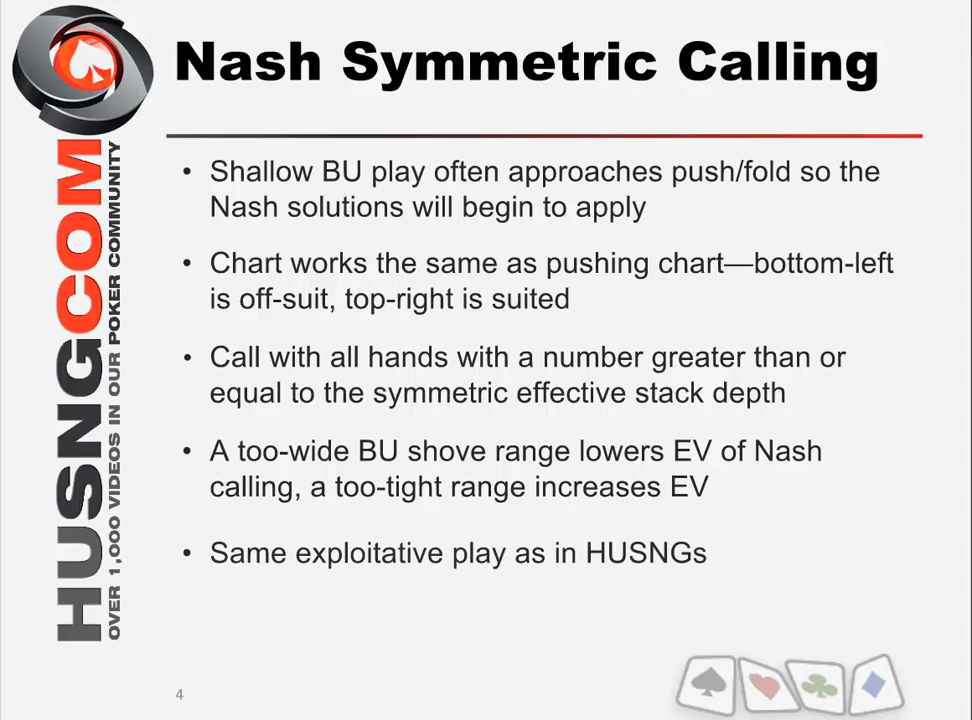 Nash Symmetric Calling
• Shallow BU play often approaches push/fold so the
Nash solutions will begin to apply
• Chart works the same as pushing chart—bottom-left
is off-suit, top-right is suited
• Call with all hands with a number greater than or
equal to the symmetric effective stack depth
• A too-wide BU shove range lowers EV of Nash
calling, a too-tight range increases EV
• Same exploitative play as in HUSNGs
HUSNGCOM
OVER 1,000 VIDEOS IN OUR POKER COMMUNITY
4